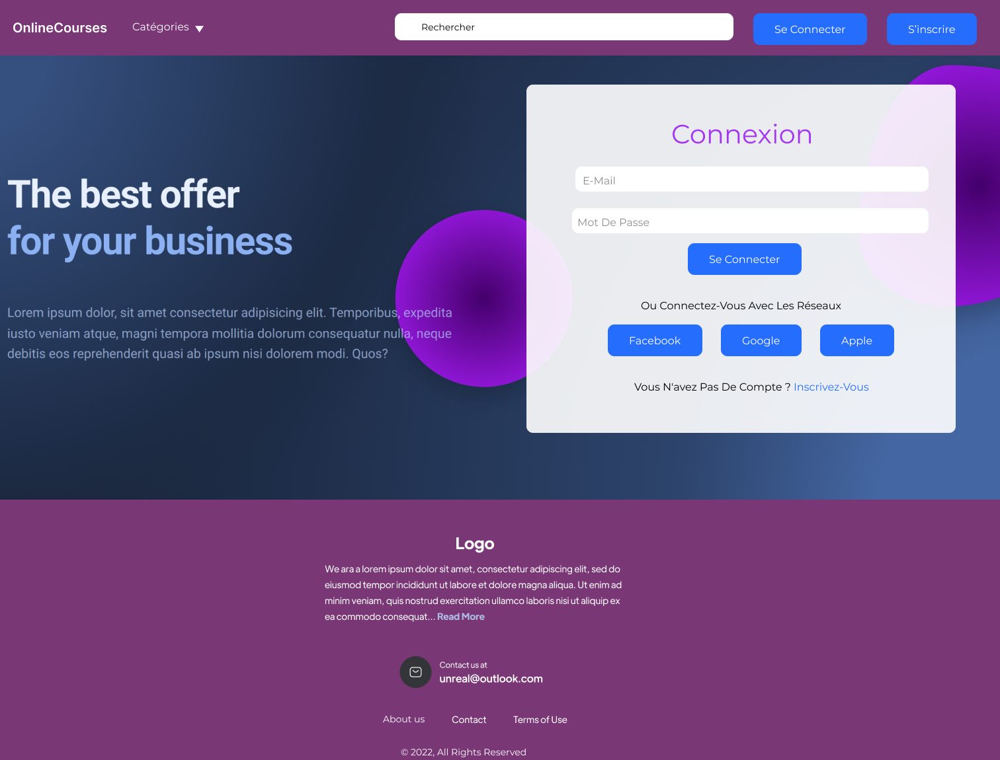 OnlineCourses
Catégories
Rechercher
Se Connecter
S'inscrire
The best offer
for your business
Lorem ipsum dolor, sit amet consectetur adipisicing elit. Temporibus, expedita
iusto veniam atque, magni tempora mollitia dolorum consequatur nulla, neque
debitis eos reprehenderit quasi ab ipsum nisi dolorem modi. Quos?
Connexion
E-Mail
Mot De Passe
Se Connecter
Ou Connectez-Vous Avec Les Réseaux
Facebook
Google
Apple
Vous N'avez Pas De Compte ? Inscrivez-Vous
Logo
We ara a lorem ipsum dolor sit amet, consectetur adipiscing elit, sed do
eiusmod tempor incididunt ut labore et dolore magna aliqua. Ut enim ad
minim veniam, quis nostrud exercitation ullamco laboris nisi ut aliquip ex
ea commodo consequat... Read More
Contact us at
unreal@outlook.com
About us
Contact
Terms of Use
© 2022, All Rights Reserved